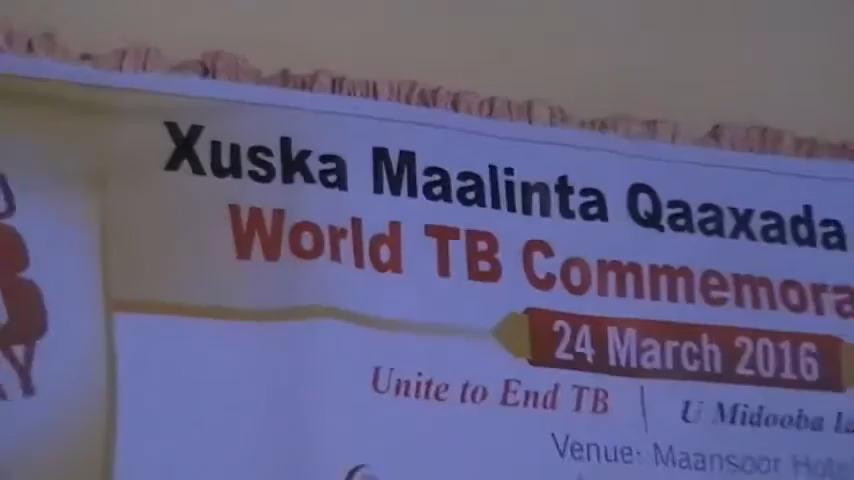 Xuska Maalinta Qaaxada
World TB Commemora
24 March 2016
Unite to End TB | U Midooba
Venue: Maansoor